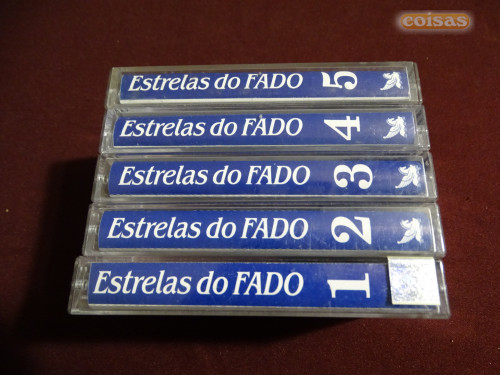 coisas
Estrelas do FADO 5
Estrelas do FADO 4
Estrelas do FADO 3
Estrelas do FADO 2
Estrelas do FADO 1